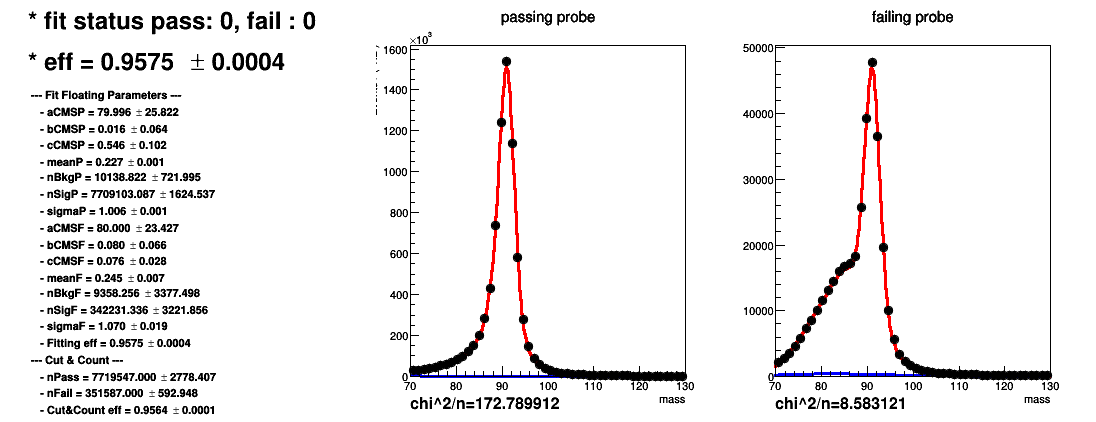 * fit status pass: 0, fail : 0
* eff = 0.9575 ± 0.0004
--- Fit Floating Parameters ---
- aCMSP = 79.996 ± 25.822
- bCMSP = 0.016 ± 0.064
- cCMSP = 0.546 ± 0.102
- meanP = 0.227 ± 0.001
- nBkgP = 10138.822 ± 721.995
- nSigP = 7709103.087 ± 1624.537
- sigmaP = 1.006 ± 0.001
- aCMSF = 80.000 ± 23.427
- bCMSF = 0.080 ± 0.066
- cCMSF = 0.076 ± 0.028
- meanF = 0.245 ± 0.007
- nBkgF = 9358.256 ± 3377.498
- nSigF = 342231.336 ± 3221.856
- sigmaF = 1.070 ± 0.019
- Fitting eff = 0.9575 ± 0.0004
--- Cut & Count ---
- nPass = 7719547.000 ± 2778.407
- nFail = 351587.000 ± 592.948
- Cut&Count eff = 0.9564 ± 0.0001
passing probe
×10³
1600
1400
1200
1000
800
600
400
200
0
70 80 90 100 110 120 130
mass
chi^2/n=172.789912
failing probe
50000
40000
30000
20000
10000
0
70 80 90 100 110 120 130
mass
chi^2/n=8.583121